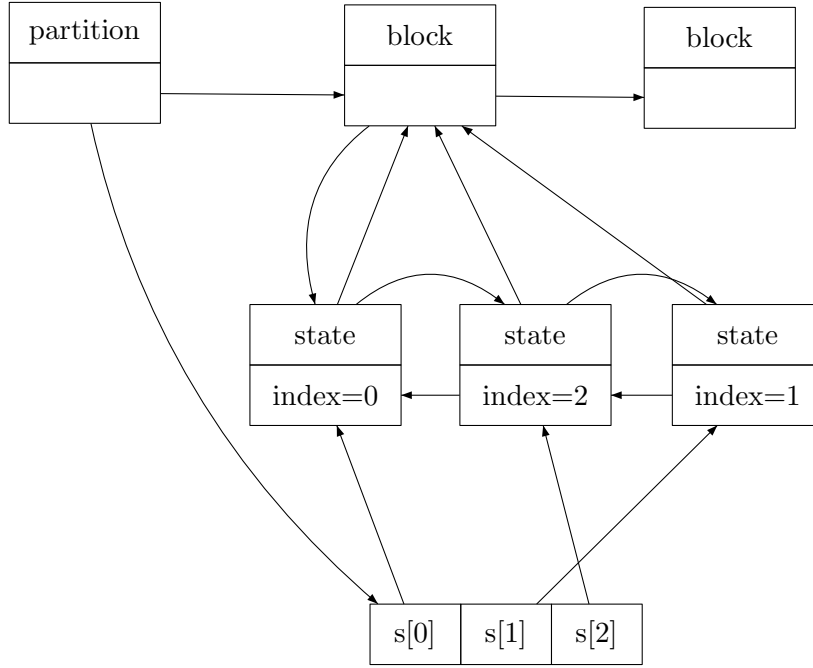 partition
block
block
state
state
state
index=0
index=2
index=1
s[0]
s[1]
s[2]